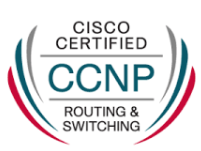 CISCO
CERTIFIED
CCNP
ROUTING &
SWITCHING